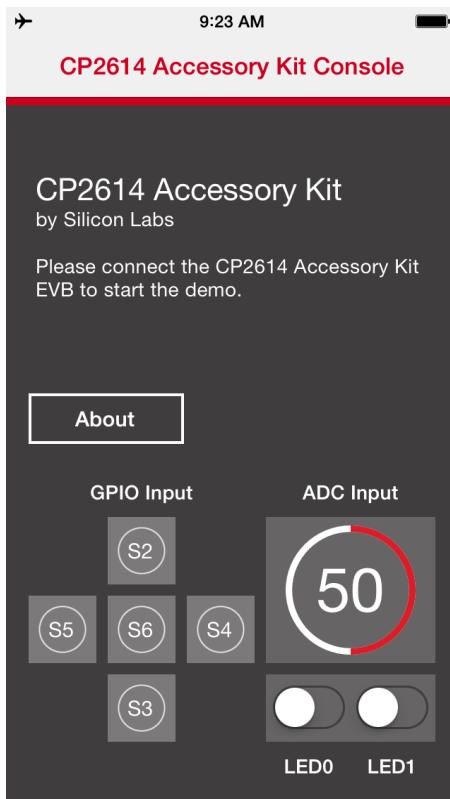 9:23 AM
CP2614 Accessory Kit Console
CP2614 Accessory Kit
by Silicon Labs
Please connect the CP2614 Accessory Kit
EVB to start the demo.
About
GPIO Input
ADC Input
S2
S5
S6
S4
S3
50
LED0
LED1